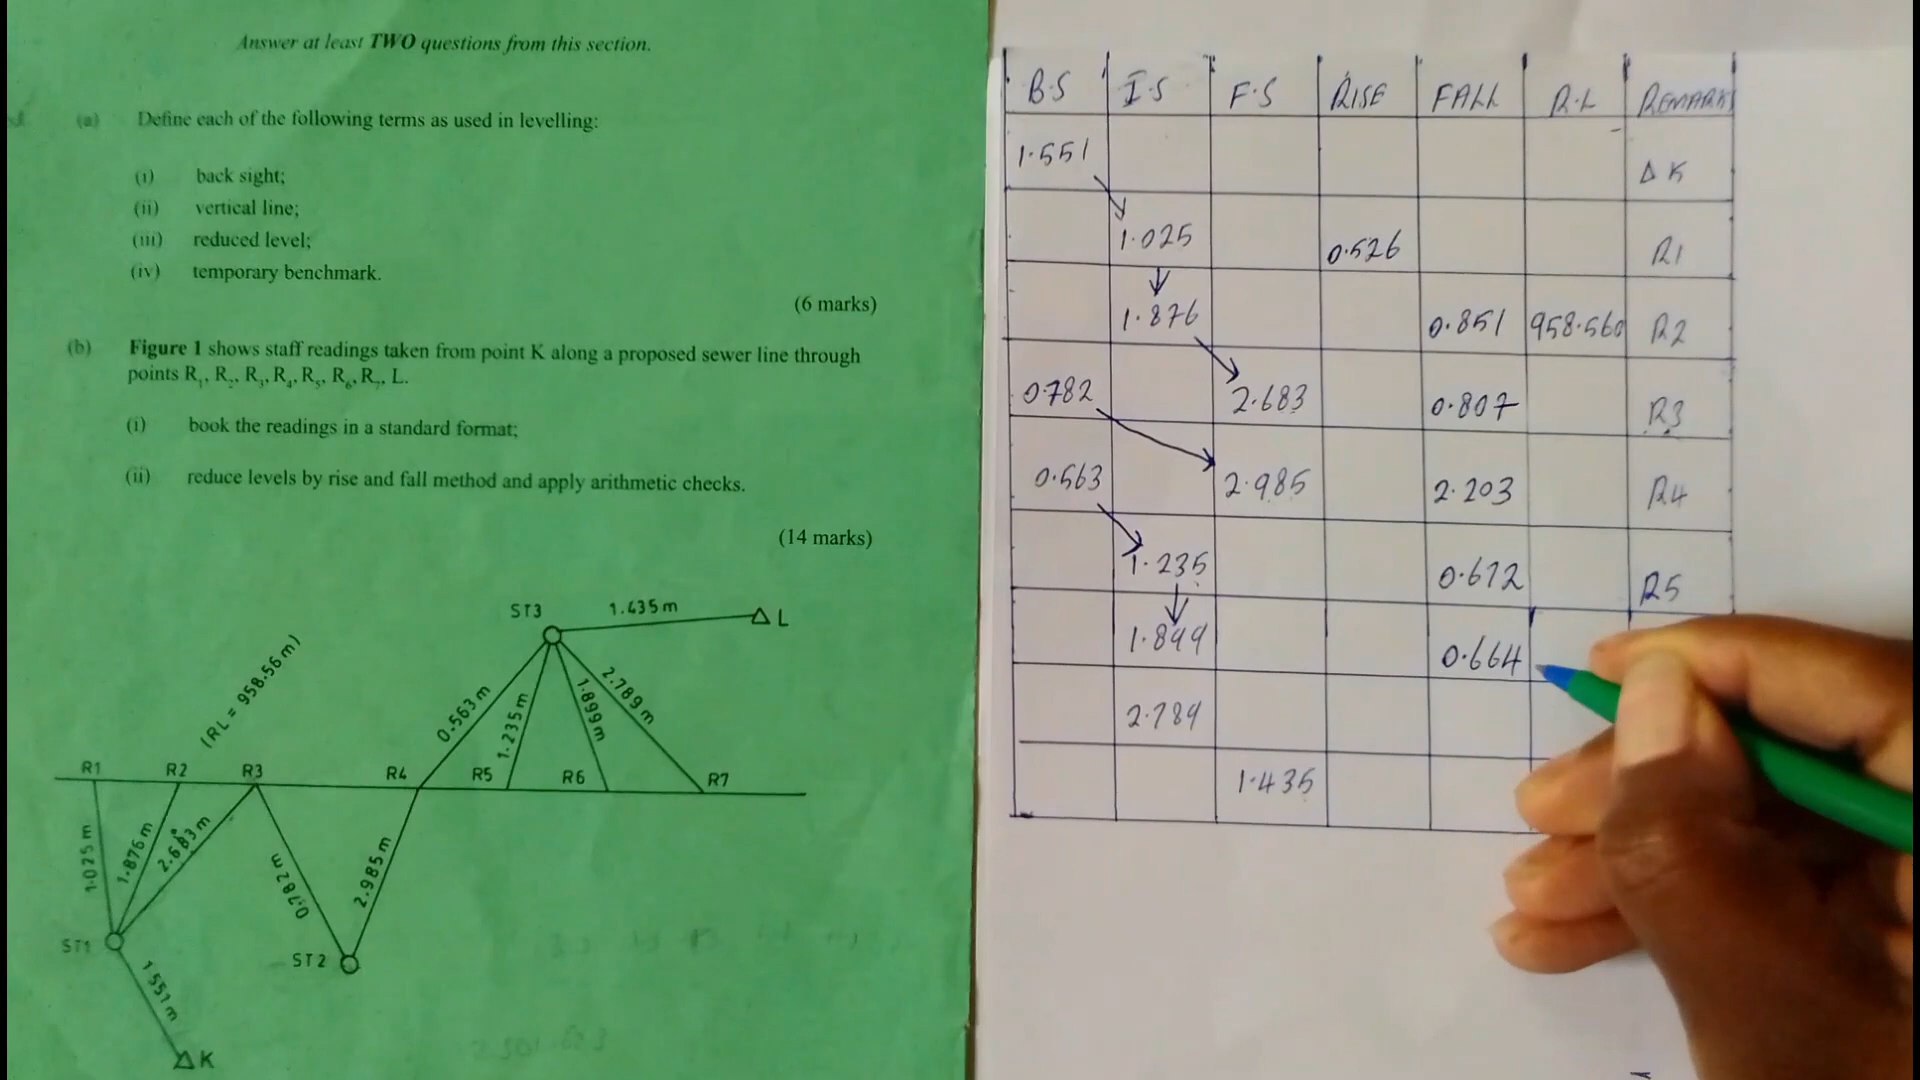 Answer at least TWO questions from this section.
(a) Define each of the following terms as used in levelling:
(i) back sight;
(ii) vertical line;
(iii) reduced level;
(iv) temporary benchmark.
(6 marks)
(b) Figure 1 shows staff readings taken from point K along a proposed sewer line through
points R1, R2, R3, R4, R5, R6, R7, L.
(i) book the readings in a standard format;
(ii) reduce levels by rise and fall method and apply arithmetic checks.
(14 marks)
ST3 1.435m Δ L
(RL = 958.56 m)
0.563 m
1.235m
1.899m
2.789 m
R1 R2 R3 R4 R5 R6 R7
1.025 m
1.876 m
2.683 m
0.782 m
2.985 m
ST1
ST2
1.551 m
ΔK
B.S I.S F.S RISE FALL R.L REMARK
1.551 Δ K
1.025 0.526 R1
1.876 0.851 958.560 R2
0.782 2.683 0.807 R3
0.563 2.985 2.203 R4
1.235 0.672 R5
1.899 0.664
2.789
1.435